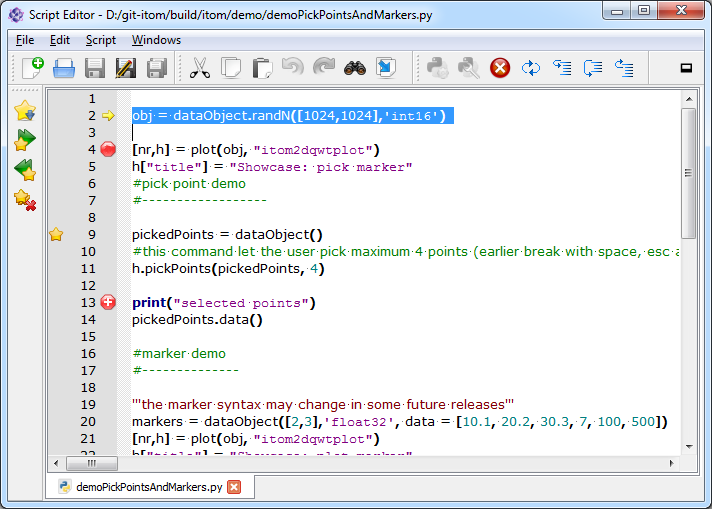 Script Editor - D:/git-itom/build/itom/demo/demoPickPointsAndMarkers.py
File Edit Script Windows
1
2 obj = dataObject.randN([1024,1024],'int16')
3
4 [nr,h] = plot(obj, "itom2dqwtplot")
5 h["title"] = "Showcase: pick marker"
6 #pick point demo
7 #------------------
8
9 pickedPoints = dataObject()
10 #this command let the user pick maximum 4 points (earlier break with space, esc a
11 h.pickPoints(pickedPoints, 4)
12
13 print("selected points")
14 pickedPoints.data()
15
16 #marker demo
17 #--------------
18
19 '''the marker syntax may change in some future releases'''
20 markers = dataObject([2,3],'float32', data = [10.1, 20.2, 30.3, 7, 100, 500])
21 [nr,h] = plot(obj, "itom2dqwtplot")
22 h["title"] = "Showcase: plot marker"
demoPickPointsAndMarkers.py